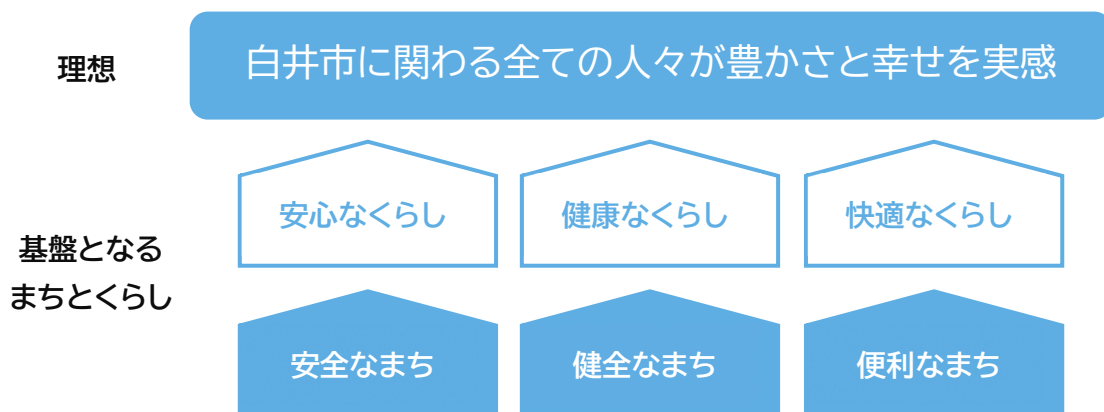 理想
白井市に関わる全ての人々が豊かさと幸せを実感
基盤となる
まちとくらし
安心なくらし
健康なくらし
快適なくらし
安全なまち
健全なまち
便利なまち